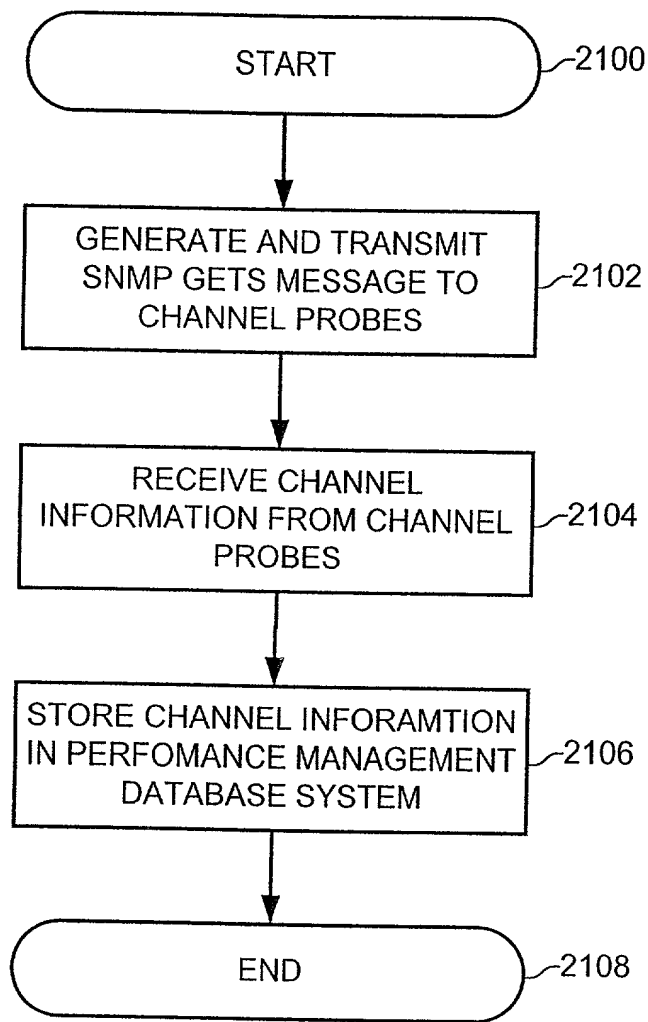 START
2100
GENERATE AND TRANSMIT
SNMP GETS MESSAGE TO
CHANNEL PROBES
2102
RECEIVE CHANNEL
INFORMATION FROM CHANNEL
PROBES
2104
STORE CHANNEL INFORAMTION
IN PERFOMANCE MANAGEMENT
DATABASE SYSTEM
2106
END
2108